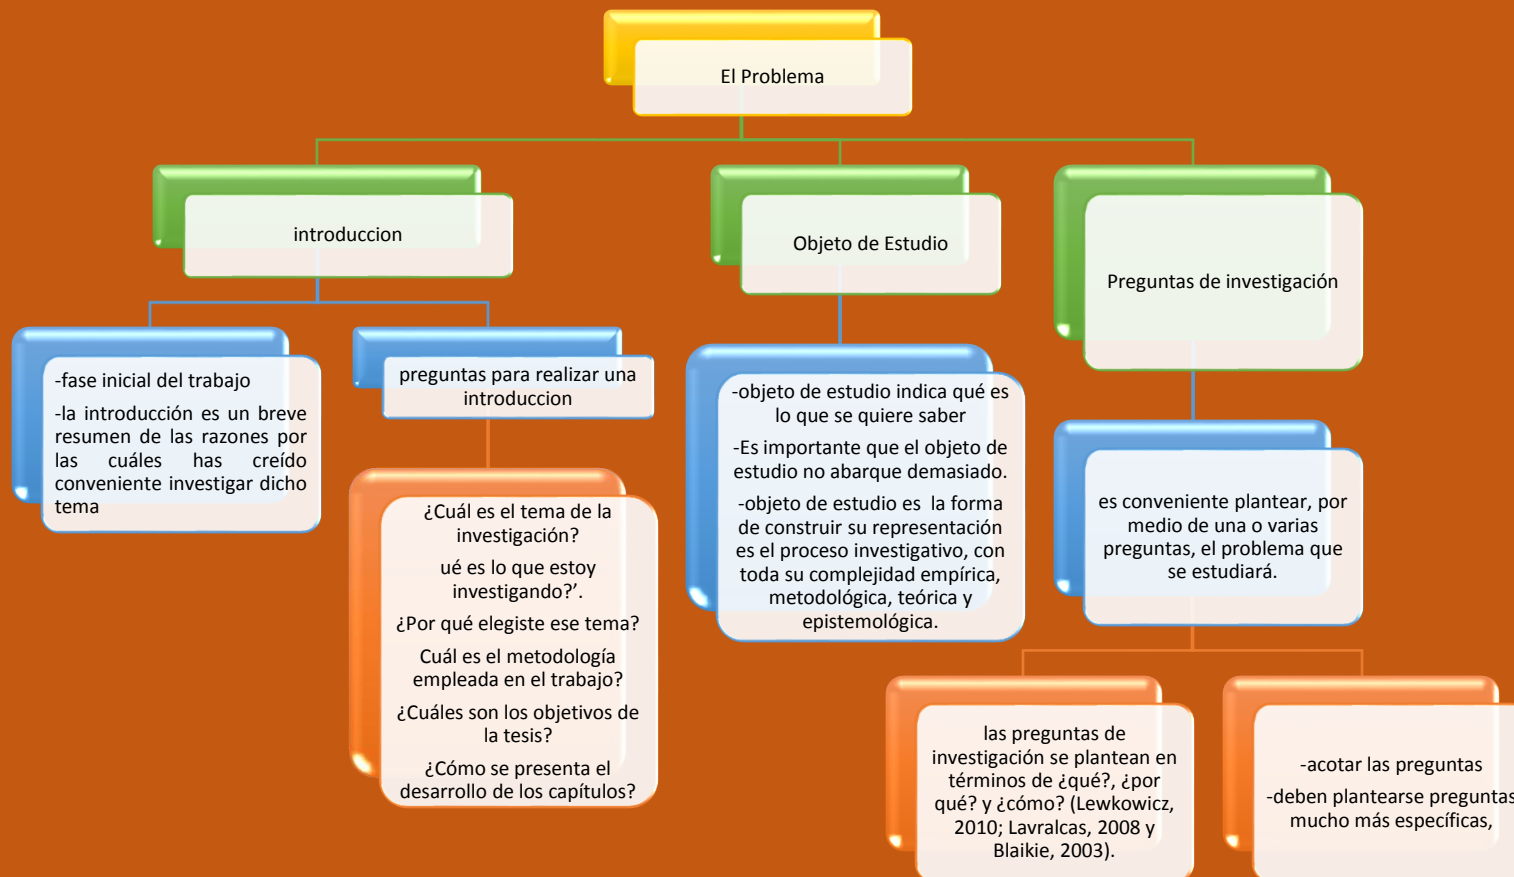 El Problema
introduccion
-fase inicial del trabajo
-la introducción es un breve
resumen de las razones por
las cuáles has creído
conveniente investigar dicho
tema
preguntas para realizar una
introduccion
¿Cuál es el tema de la
investigación?
ué es lo que estoy
investigando?’.
¿Por qué elegiste ese tema?
Cuál es el metodología
empleada en el trabajo?
¿Cuáles son los objetivos de
la tesis?
¿Cómo se presenta el
desarrollo de los capítulos?
Objeto de Estudio
-objeto de estudio indica qué es
lo que se quiere saber
-Es importante que el objeto de
estudio no abarque demasiado.
-objeto de estudio es la forma
de construir su representación
es el proceso investigativo, con
toda su complejidad empírica,
metodológica, teórica y
epistemológica.
Preguntas de investigación
es conveniente plantear, por
medio de una o varias
preguntas, el problema que
se estudiará.
las preguntas de
investigación se plantean en
términos de ¿qué?, ¿por
qué? y ¿cómo? (Lewkowicz,
2010; Lavralcas, 2008 y
Blaikie, 2003).
-acotar las preguntas
-deben plantearse preguntas
mucho más específicas,